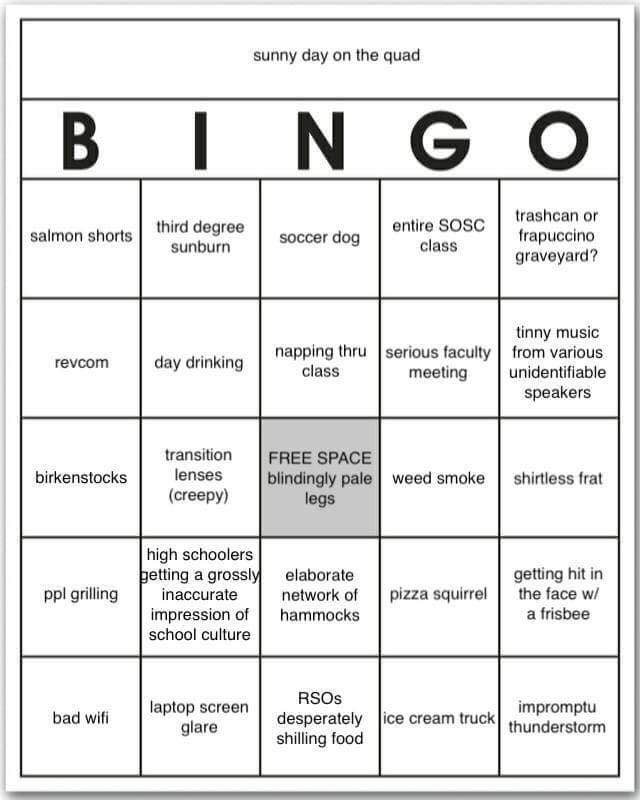 sunny day on the quad
B I N G O
salmon shorts
third degree
sunburn
soccer dog
entire SOSC
class
trashcan or
frapuccino
graveyard?
revcom
day drinking
napping thru
class
serious faculty
meeting
tinny music
from various
unidentifiable
speakers
birkenstocks
transition
lenses
(creepy)
FREE SPACE
blindingly pale
legs
weed smoke
shirtless frat
ppl grilling
high schoolers
getting a grossly
inaccurate
impression of
school culture
elaborate
network of
hammocks
pizza squirrel
getting hit in
the face w/
a frisbee
bad wifi
laptop screen
glare
RSOs
desperately
shilling food
ice cream truck
impromptu
thunderstorm